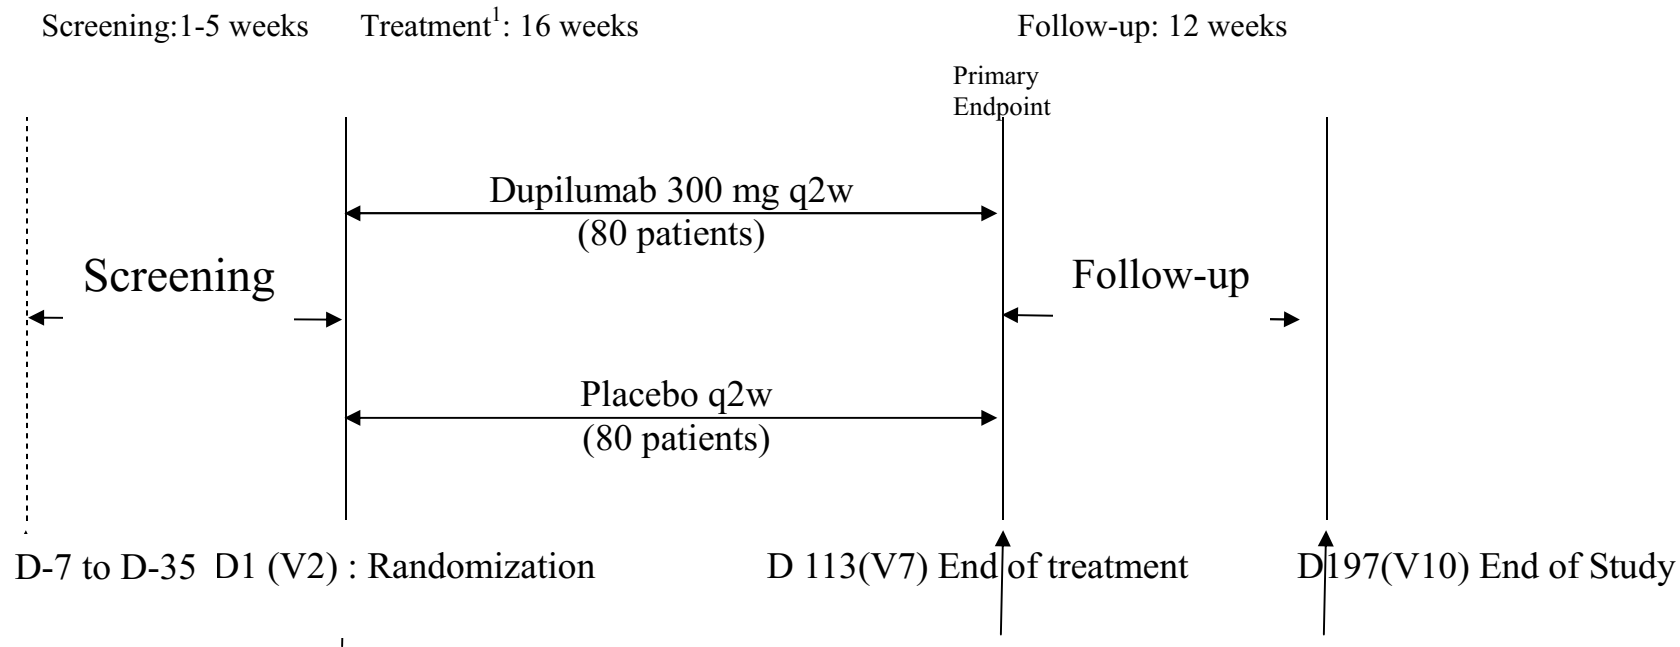 Screening:1-5 weeks Treatment1: 16 weeks Follow-up: 12 weeks
Primary
Endpoint
Dupilumab 300 mg q2w
(80 patients)
Screening
Follow-up
Placebo q2w
(80 patients)
D-7 to D-35 D1 (V2) : Randomization D 113(V7) End of treatment D197(V10) End of Study